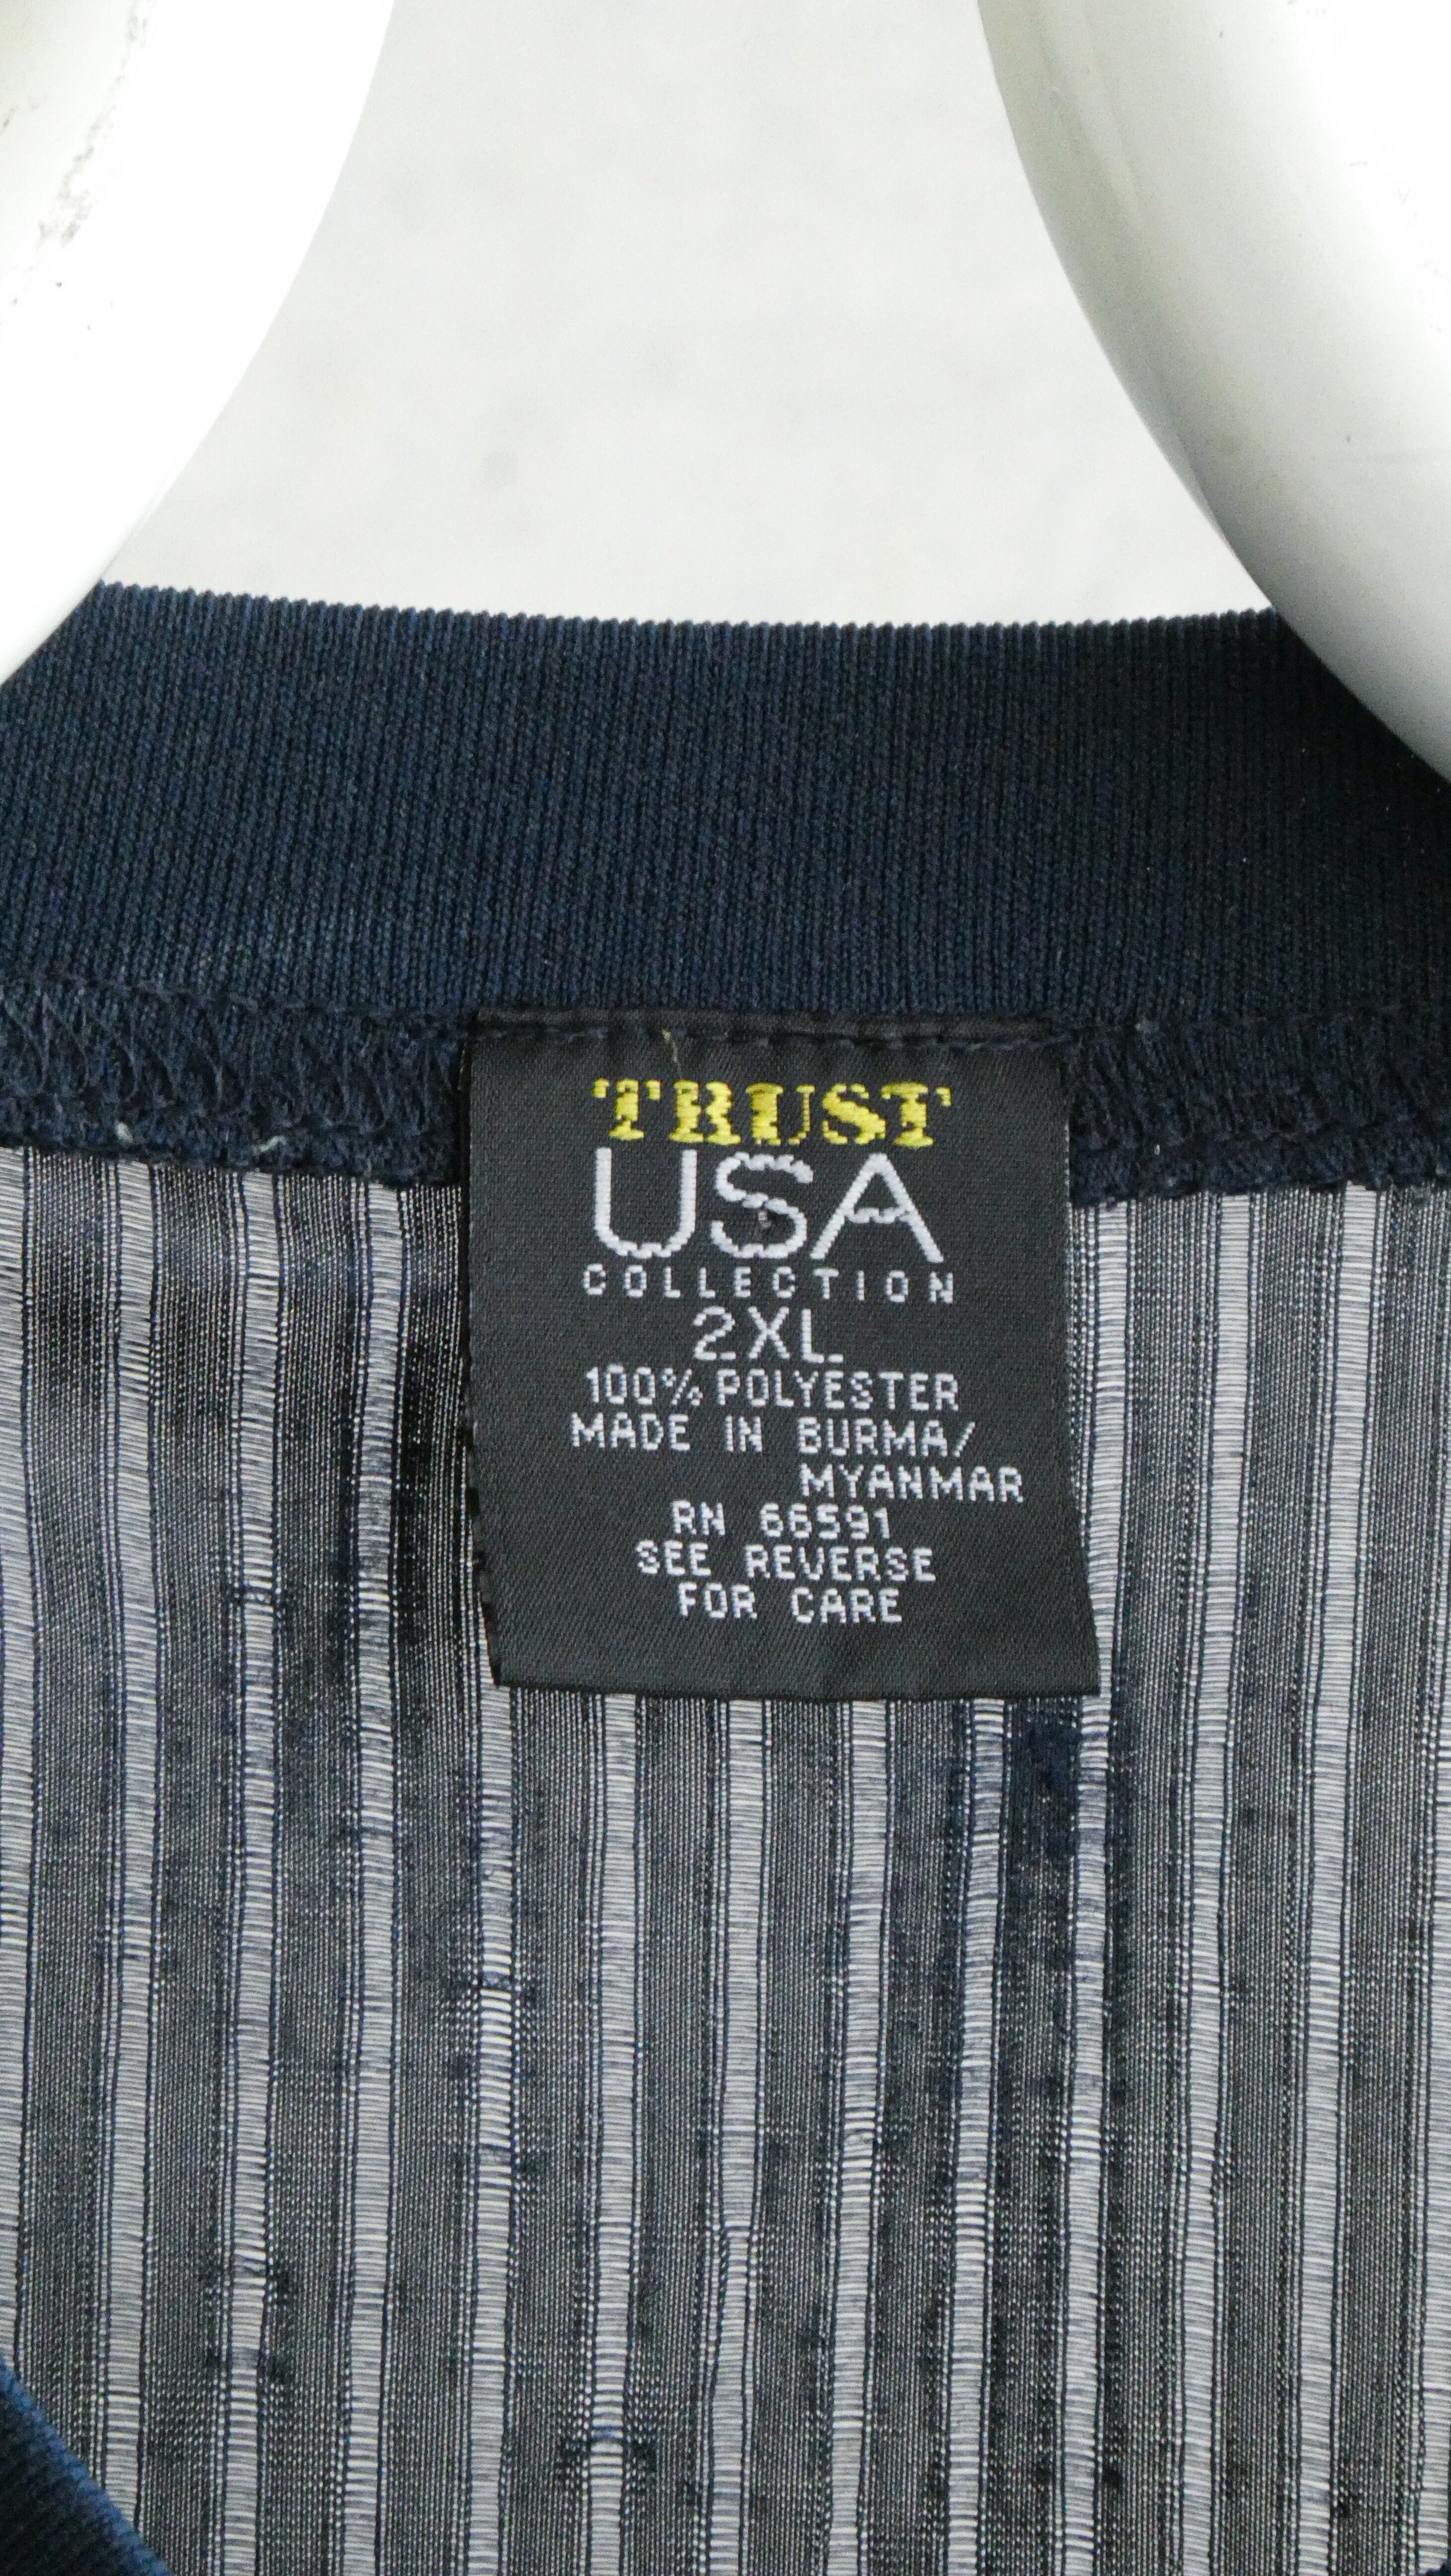 TRUST
USA
COLLECTION
2XL
100% POLYESTER
MADE IN BURMA/
MYANMAR
RN 66591
SEE REVERSE
FOR CARE